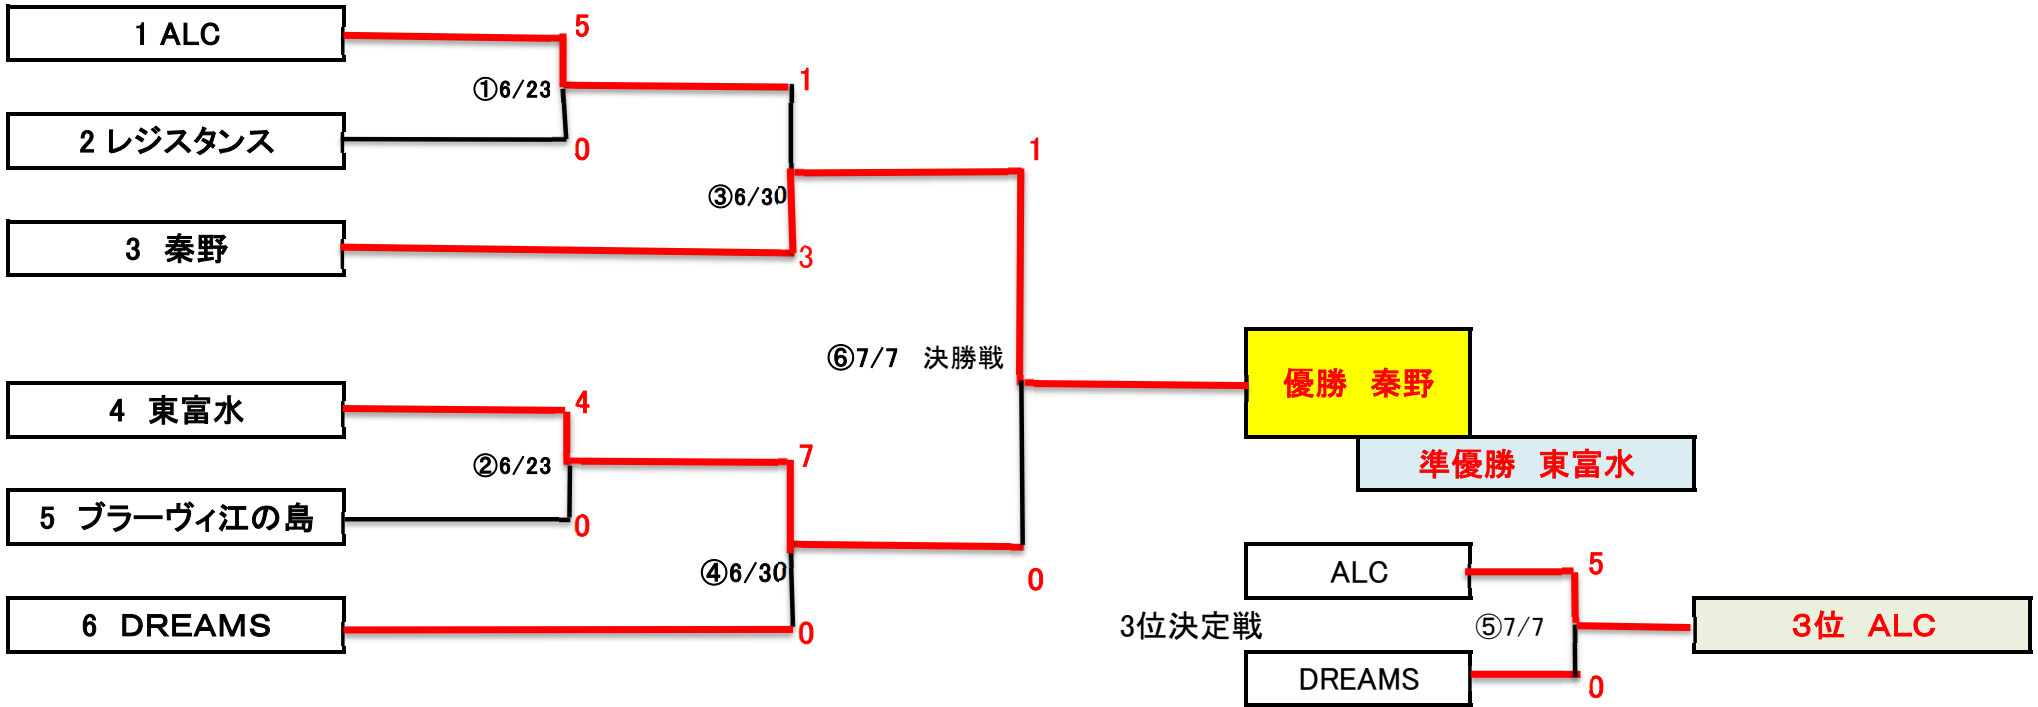 1 ALC
5
①6/23
1
2 レジスタンス
0
1
③6/30
3 秦野
3
⑥7/7 決勝戦
優勝 秦野
4 東富水
4
7
②6/23
準優勝 東富水
5 ブラーヴィ江の島
0
④6/30
0
ALC
5
6 DREAMS
0
3位決定戦
⑤7/7
3位 ALC
DREAMS
0